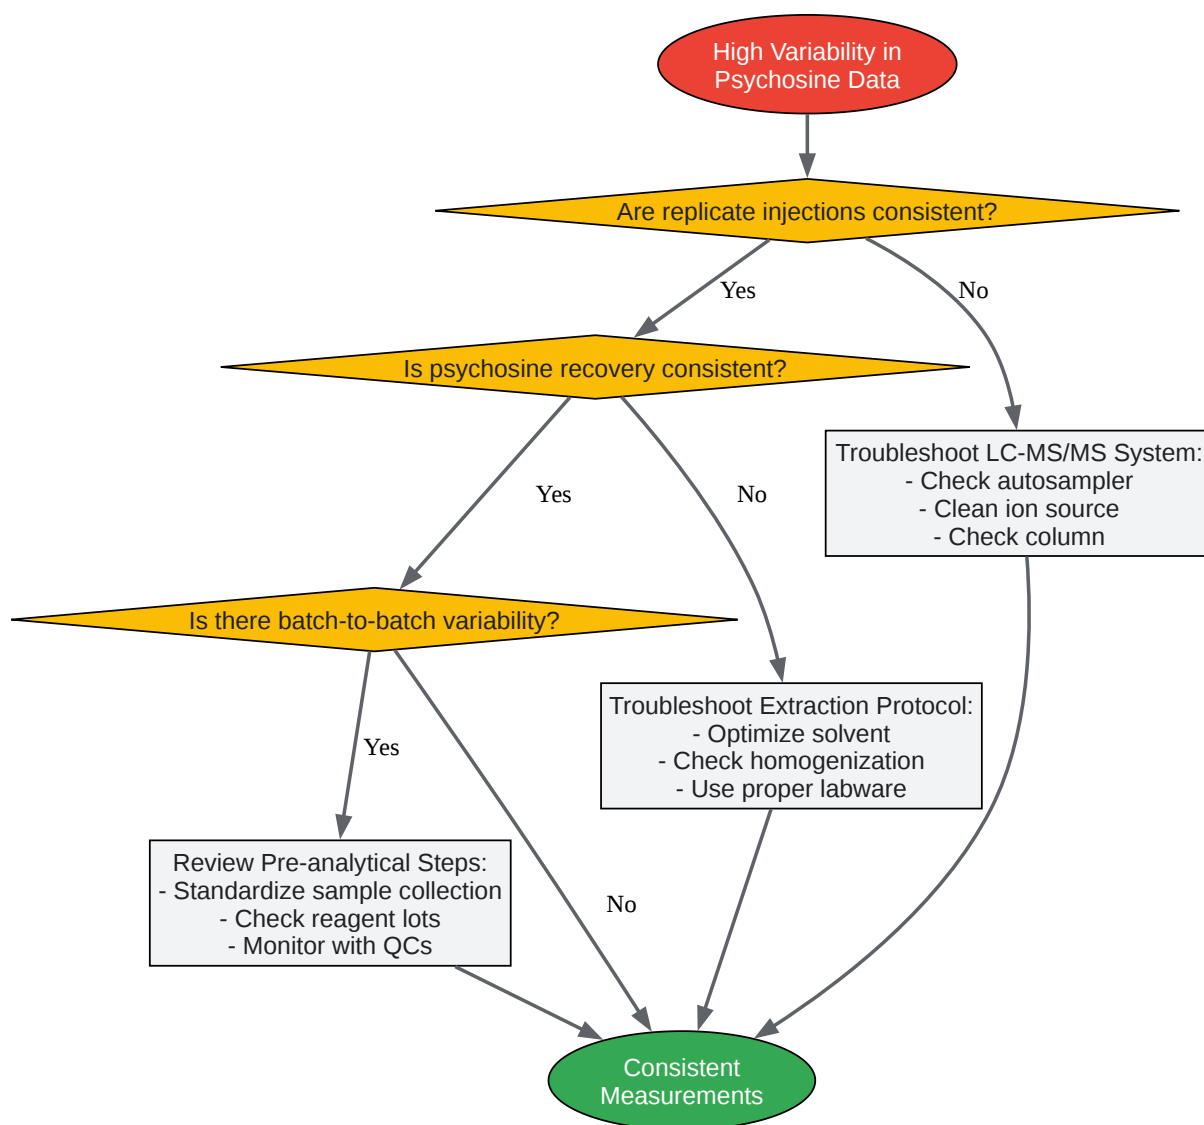 High Variability in
Psychosine Data
Are replicate injections consistent?
Yes
No
Is psychosine recovery consistent?
Troubleshoot LC-MS/MS System:
- Check autosampler
- Clean ion source
- Check column
Yes
No
Is there batch-to-batch variability?
Troubleshoot Extraction Protocol:
- Optimize solvent
- Check homogenization
- Use proper labware
Yes
No
Review Pre-analytical Steps:
- Standardize sample collection
- Check reagent lots
- Monitor with QCs
Consistent
Measurements